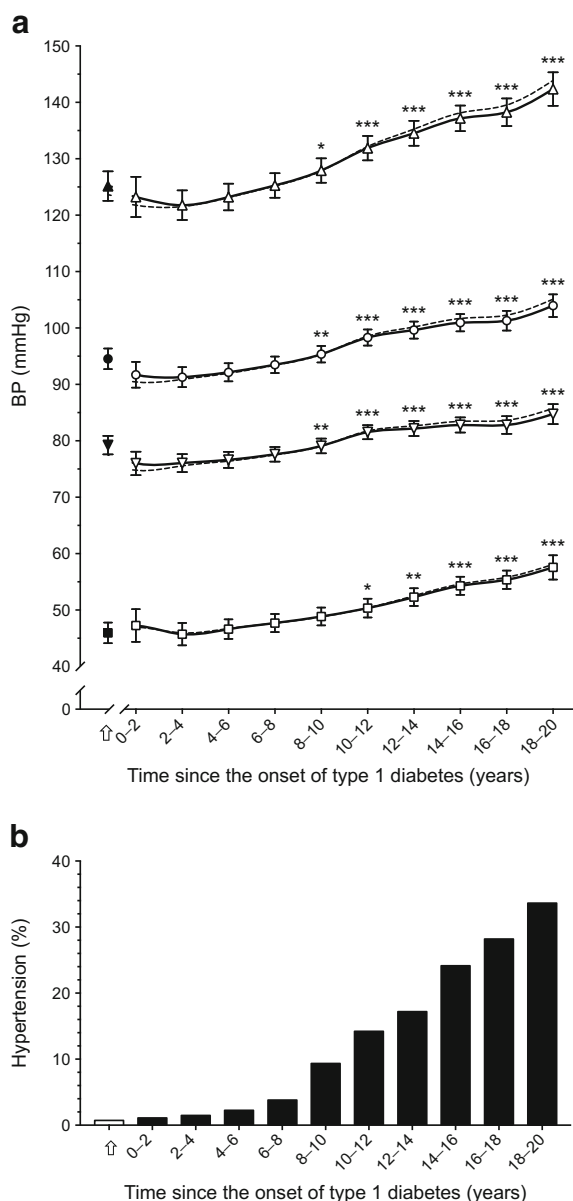 a
150
140
130
120
110
100
90
80
70
60
50
40
0
BP (mmHg)
* *** *** *** *** ***
** *** *** *** *** ***
** *** *** *** *** ***
* ** *** *** ***
⇧ 0–2 2–4 4–6 6–8 8–10 10–12 12–14 14–16 16–18 18–20
Time since the onset of type 1 diabetes (years)
b
40
30
20
10
0
Hypertension (%)
⇧ 0–2 2–4 4–6 6–8 8–10 10–12 12–14 14–16 16–18 18–20
Time since the onset of type 1 diabetes (years)